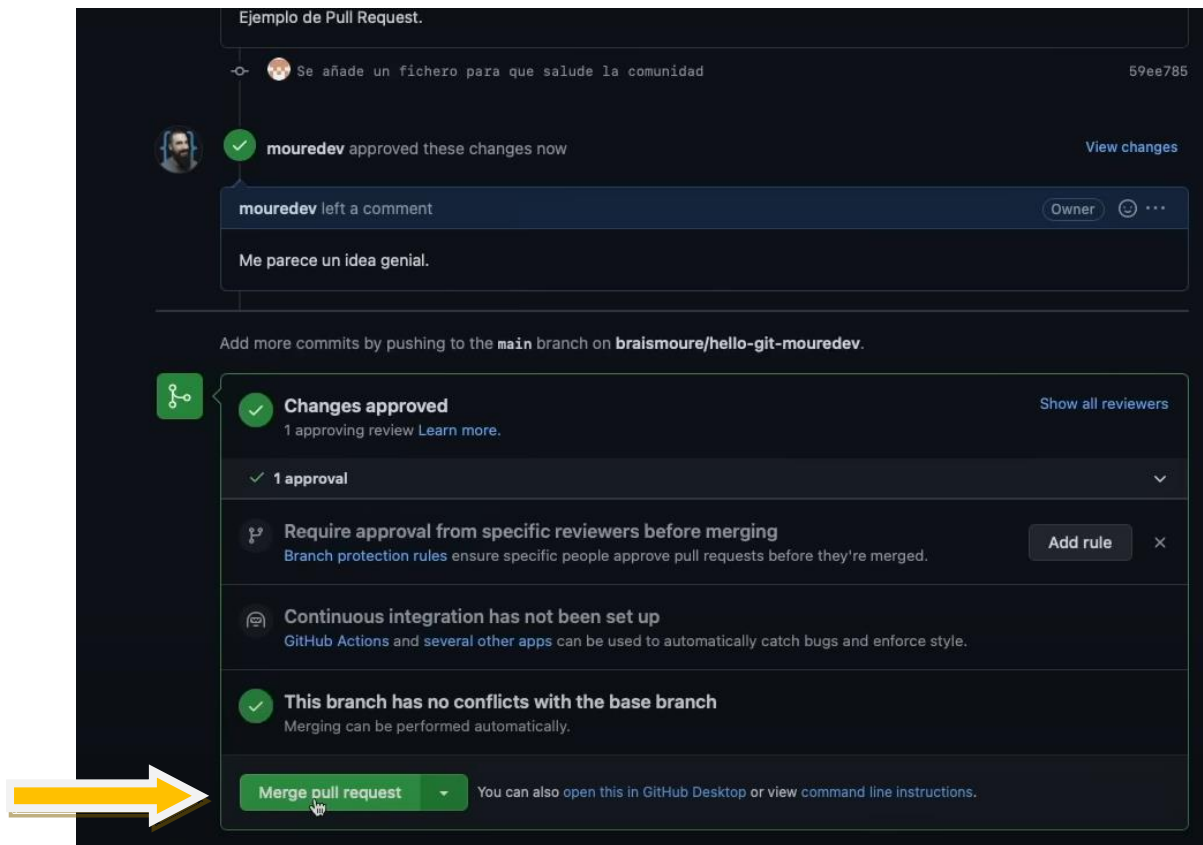 Ejemplo de Pull Request.
Se añade un fichero para que salude la comunidad 59ee785
mouredev approved these changes now View changes
mouredev left a comment Owner
Me parece un idea genial.
Add more commits by pushing to the main branch on braismoure/hello-git-mouredev.
Changes approved Show all reviewers
1 approving review Learn more.
1 approval
Require approval from specific reviewers before merging
Branch protection rules ensure specific people approve pull requests before they're merged. Add rule
Continuous integration has not been set up
GitHub Actions and several other apps can be used to automatically catch bugs and enforce style.
This branch has no conflicts with the base branch
Merging can be performed automatically.
Merge pull request You can also open this in GitHub Desktop or view command line instructions.